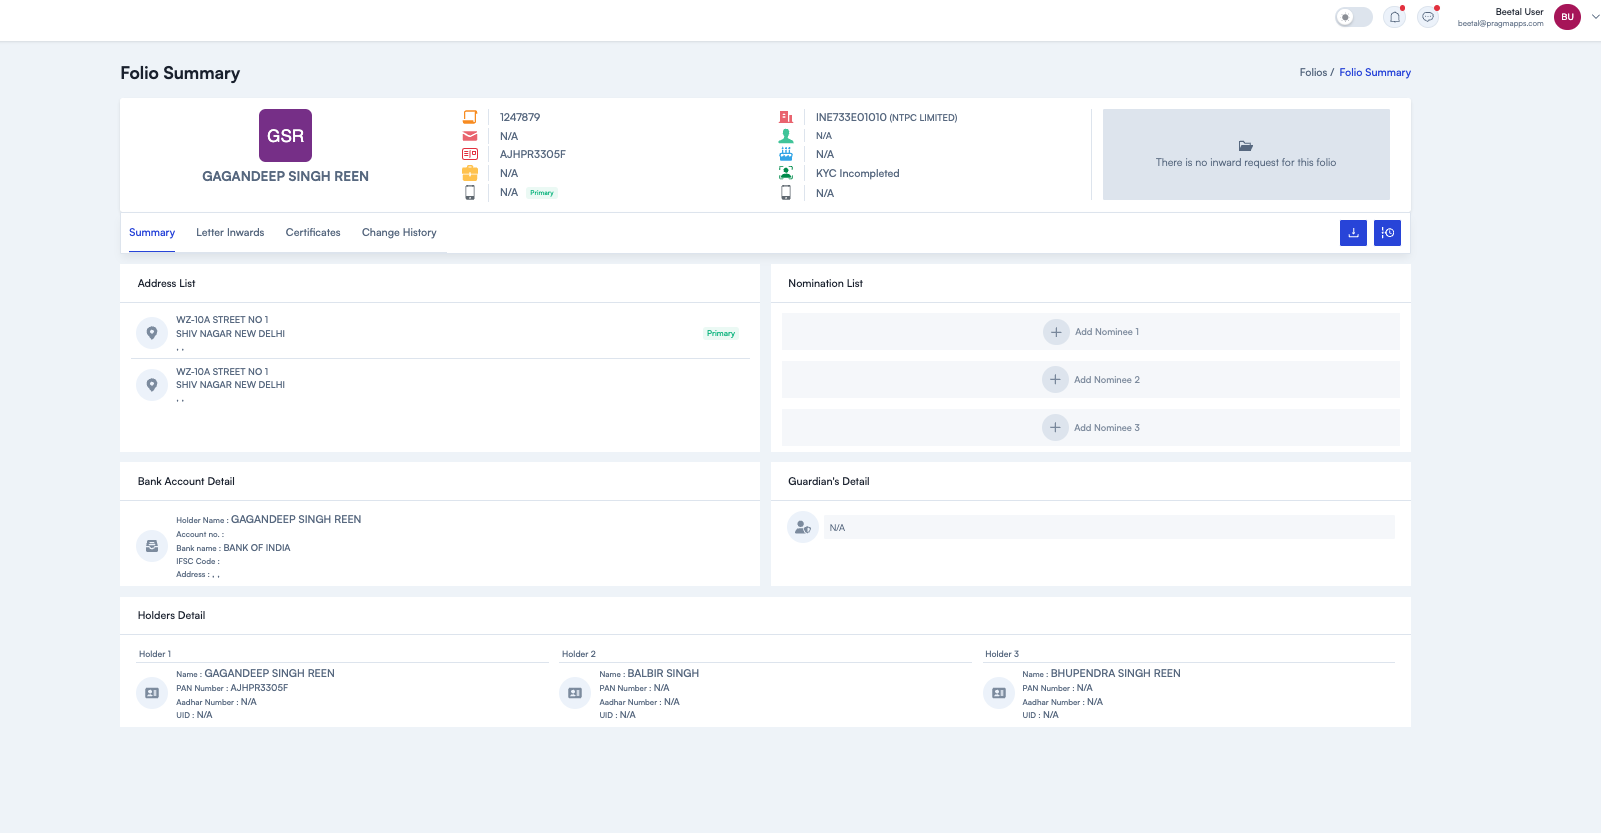 Beetal User
beetal@pragmapps.com
BU
Folio Summary
Folios / Folio Summary
GSR
GAGANDEEP SINGH REEN
1247879
N/A
AJHPR3305F
N/A
N/A Primary
INE733E01010 (NTPC LIMITED)
N/A
N/A
KYC Incompleted
N/A
There is no inward request for this folio
Summary Letter Inwards Certificates Change History
Address List
WZ-10A STREET NO 1
SHIV NAGAR NEW DELHI
, ,
Primary
WZ-10A STREET NO 1
SHIV NAGAR NEW DELHI
, ,
Nomination List
Add Nominee 1
Add Nominee 2
Add Nominee 3
Bank Account Detail
Holder Name : GAGANDEEP SINGH REEN
Account no. :
Bank name : BANK OF INDIA
IFSC Code :
Address : , ,
Guardian's Detail
N/A
Holders Detail
Holder 1
Name : GAGANDEEP SINGH REEN
PAN Number : AJHPR3305F
Aadhar Number : N/A
UID : N/A
Holder 2
Name : BALBIR SINGH
PAN Number : N/A
Aadhar Number : N/A
UID : N/A
Holder 3
Name : BHUPENDRA SINGH REEN
PAN Number : N/A
Aadhar Number : N/A
UID : N/A